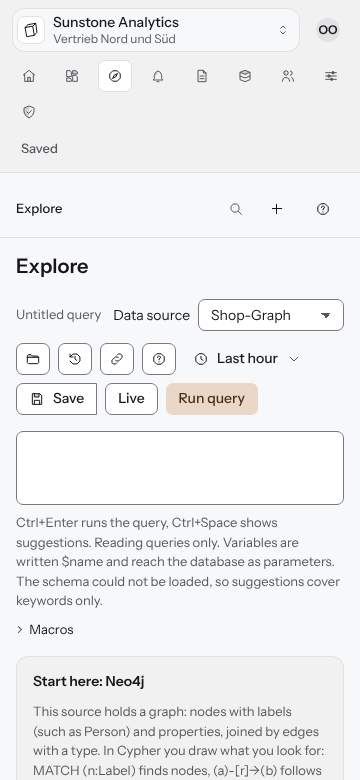 Sunstone Analytics
Vertrieb Nord und Süd
OO
Saved
Explore
Explore
Untitled query Data source Shop-Graph
Last hour
Save Live Run query
Ctrl+Enter runs the query, Ctrl+Space shows
suggestions. Reading queries only. Variables are
written $name and reach the database as parameters.
The schema could not be loaded, so suggestions cover
keywords only.
Macros
Start here: Neo4j
This source holds a graph: nodes with labels
(such as Person) and properties, joined by edges
with a type. In Cypher you draw what you look for:
MATCH (n:Label) finds nodes, (a)-[r]->(b) follows